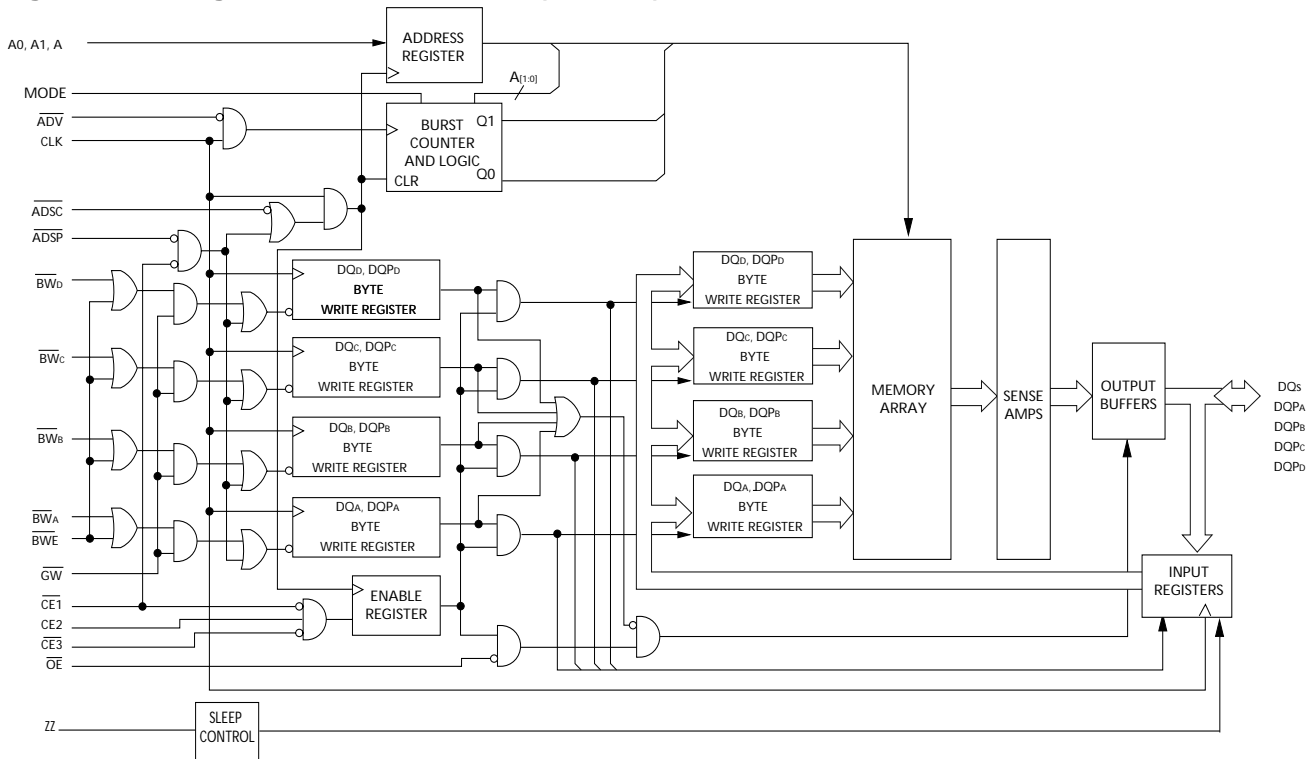 A0, A1, A
ADDRESS
REGISTER
A[1:0]
MODE
ADV
CLK
BURST
COUNTER
AND LOGIC
Q1
Q0
CLR
ADSC
ADSP
BWD
BWC
BWB
BWA
BWE
GW
CE1
CE2
CE3
OE
ZZ
DQD, DQPD
BYTE
WRITE REGISTER
DQC, DQPC
BYTE
WRITE REGISTER
DQB, DQPB
BYTE
WRITE REGISTER
DQA, DQPA
BYTE
WRITE REGISTER
ENABLE
REGISTER
SLEEP
CONTROL
DQD, DQPD
BYTE
WRITE REGISTER
DQC, DQPC
BYTE
WRITE REGISTER
DQB, DQPB
BYTE
WRITE REGISTER
DQA, DQPA
BYTE
WRITE REGISTER
MEMORY
ARRAY
SENSE
AMPS
OUTPUT
BUFFERS
INPUT
REGISTERS
DQS
DQPA
DQPB
DQPC
DQPD